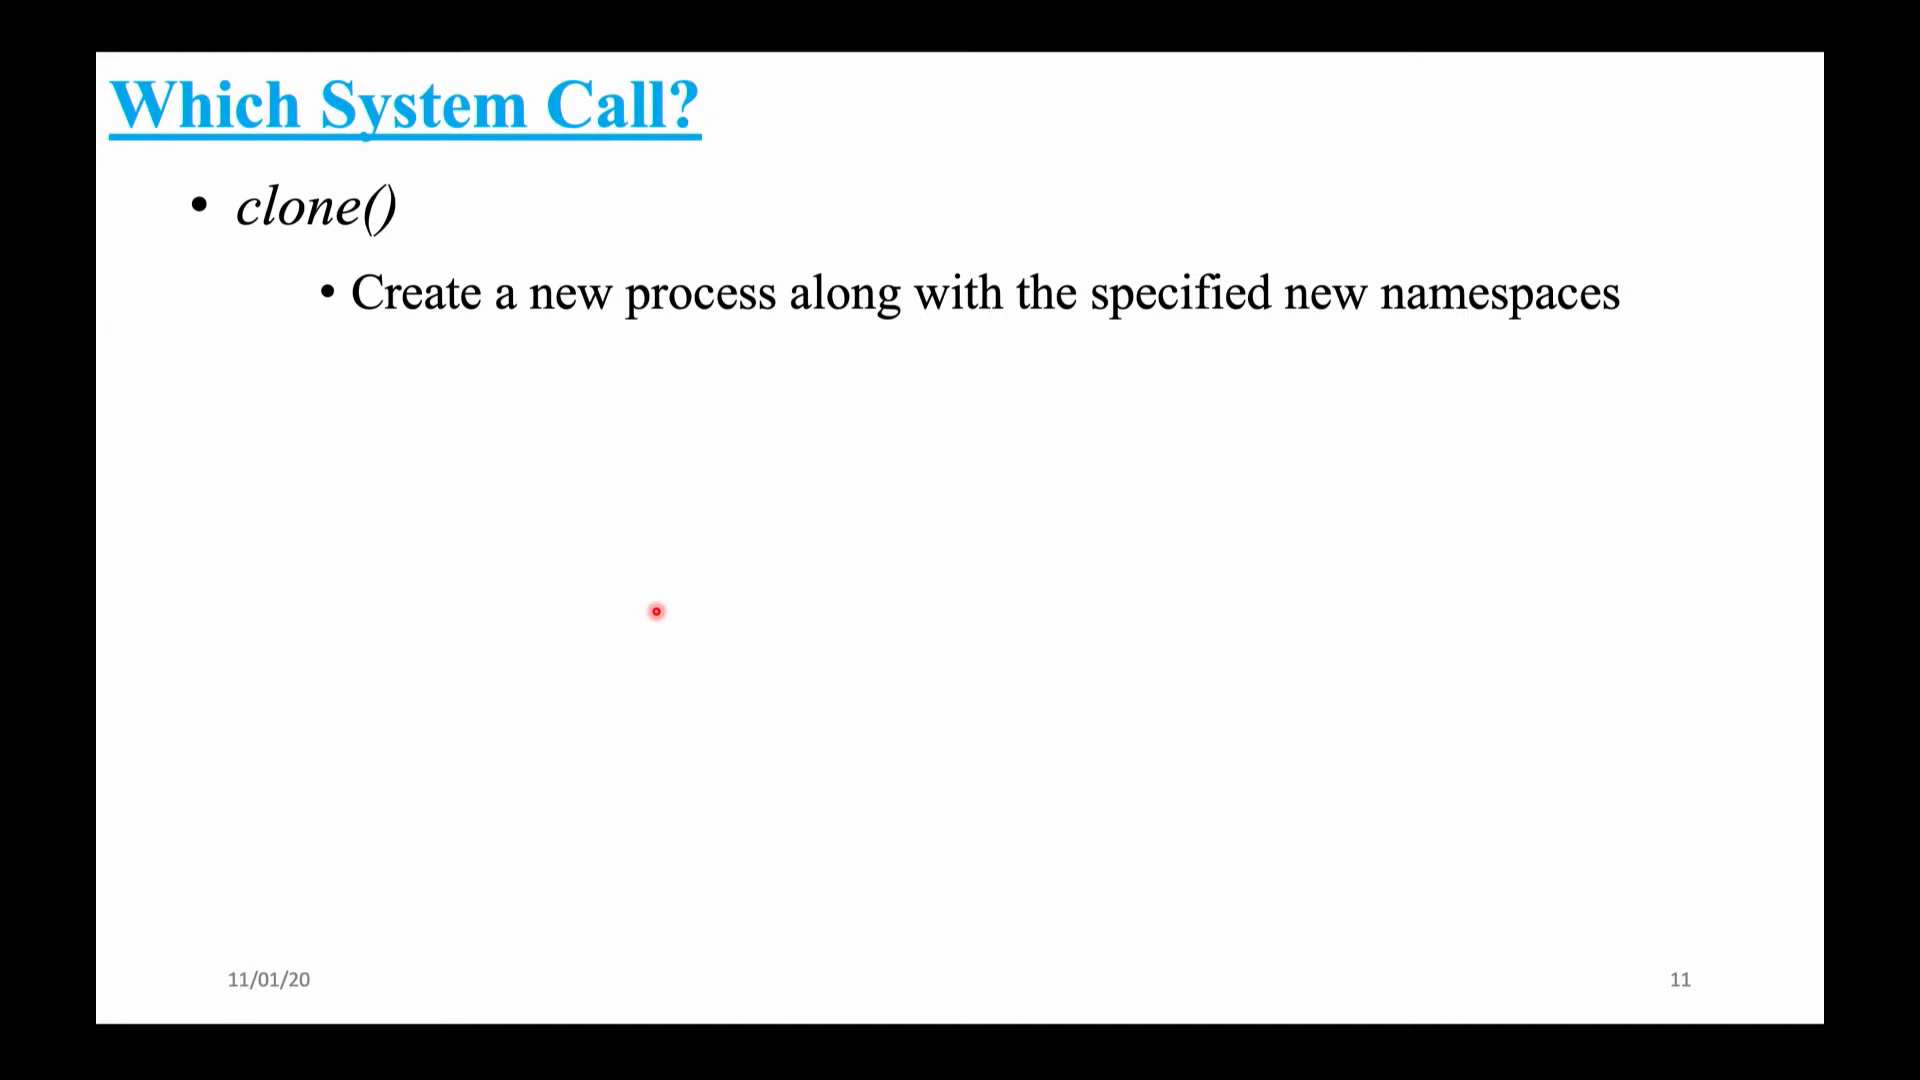 Which System Call?
• clone()
• Create a new process along with the specified new namespaces
11/01/20
11